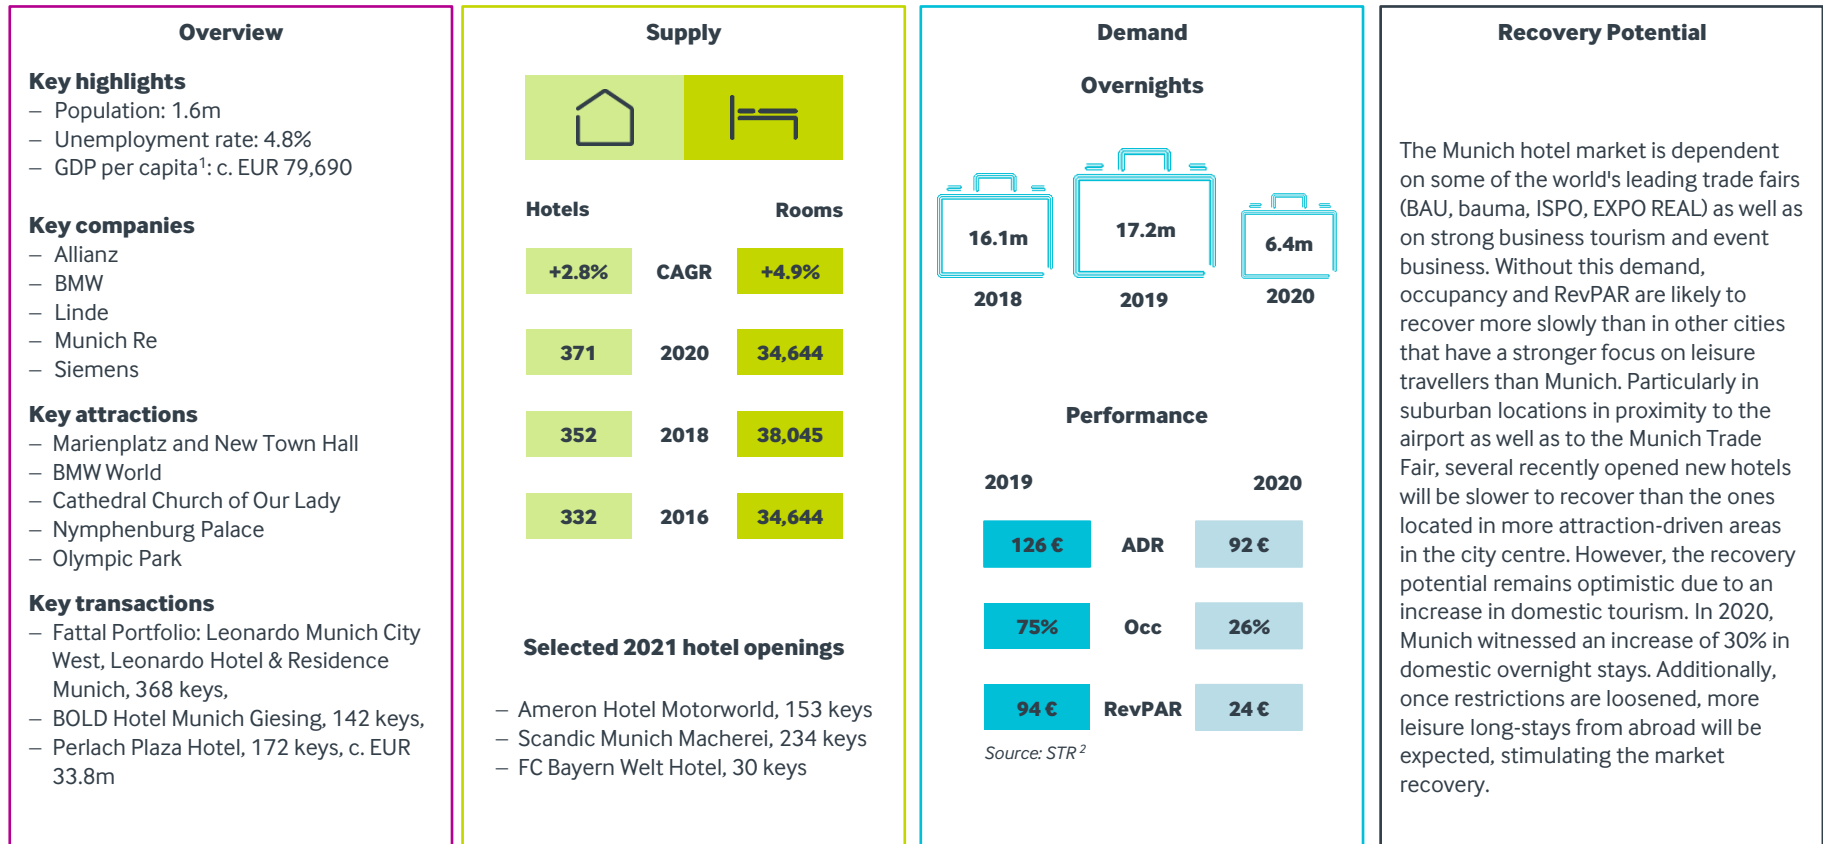 Overview
Key highlights
– Population: 1.6m
– Unemployment rate: 4.8%
– GDP per capita¹: c. EUR 79,690
Key companies
– Allianz
– BMW
– Linde
– Munich Re
– Siemens
Key attractions
– Marienplatz and New Town Hall
– BMW World
– Cathedral Church of Our Lady
– Nymphenburg Palace
– Olympic Park
Key transactions
– Fattal Portfolio: Leonardo Munich City
West, Leonardo Hotel & Residence
Munich, 368 keys,
– BOLD Hotel Munich Giesing, 142 keys,
– Perlach Plaza Hotel, 172 keys, c. EUR
33.8m
Supply
Hotels Rooms
+2.8% CAGR +4.9%
371 2020 34,644
352 2018 38,045
332 2016 34,644
Selected 2021 hotel openings
– Ameron Hotel Motorworld, 153 keys
– Scandic Munich Macherei, 234 keys
– FC Bayern Welt Hotel, 30 keys
Demand
Overnights
16.1m 17.2m 6.4m
2018 2019 2020
Performance
2019 2020
126 € ADR 92 €
75% Occ 26%
94 € RevPAR 24 €
Source: STR ²
Recovery Potential
The Munich hotel market is dependent
on some of the world's leading trade fairs
(BAU, bauma, ISPO, EXPO REAL) as well as
on strong business tourism and event
business. Without this demand,
occupancy and RevPAR are likely to
recover more slowly than in other cities
that have a stronger focus on leisure
travellers than Munich. Particularly in
suburban locations in proximity to the
airport as well as to the Munich Trade
Fair, several recently opened new hotels
will be slower to recover than the ones
located in more attraction-driven areas
in the city centre. However, the recovery
potential remains optimistic due to an
increase in domestic tourism. In 2020,
Munich witnessed an increase of 30% in
domestic overnight stays. Additionally,
once restrictions are loosened, more
leisure long-stays from abroad will be
expected, stimulating the market
recovery.